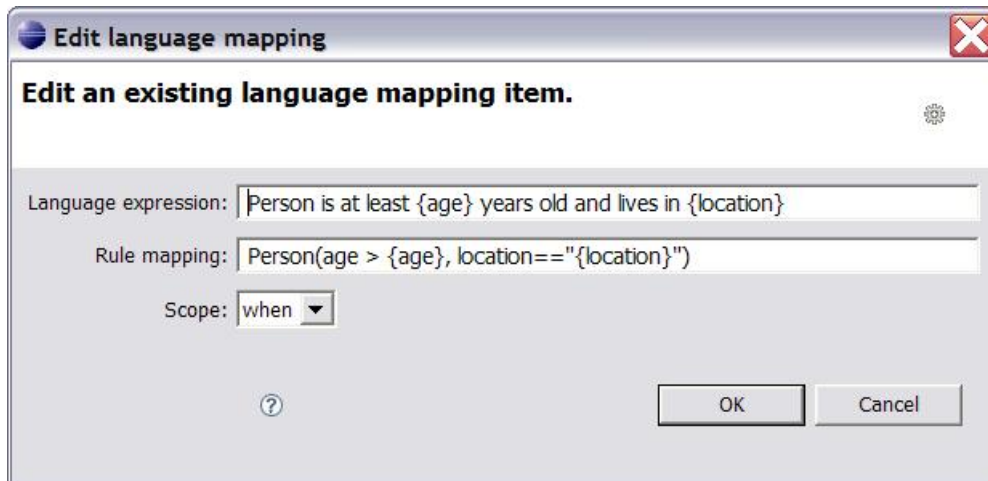 Edit language mapping
Edit an existing language mapping item.
Language expression: Person is at least {age} years old and lives in {location}
Rule mapping: Person(age > {age}, location=="{location}")
Scope: when
? OK Cancel